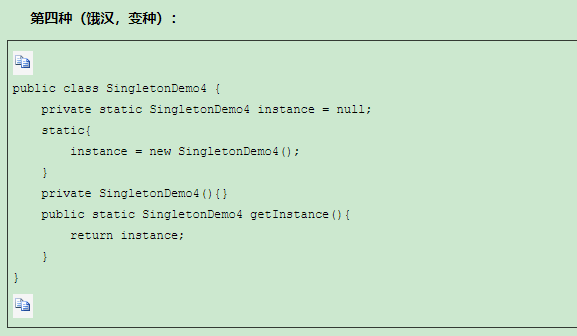 第四种（饿汉，变种）：
public class SingletonDemo4 {
    private static SingletonDemo4 instance = null;
    static{
        instance = new SingletonDemo4();
    }
    private SingletonDemo4(){}
    public static SingletonDemo4 getInstance(){
        return instance;
    }
}